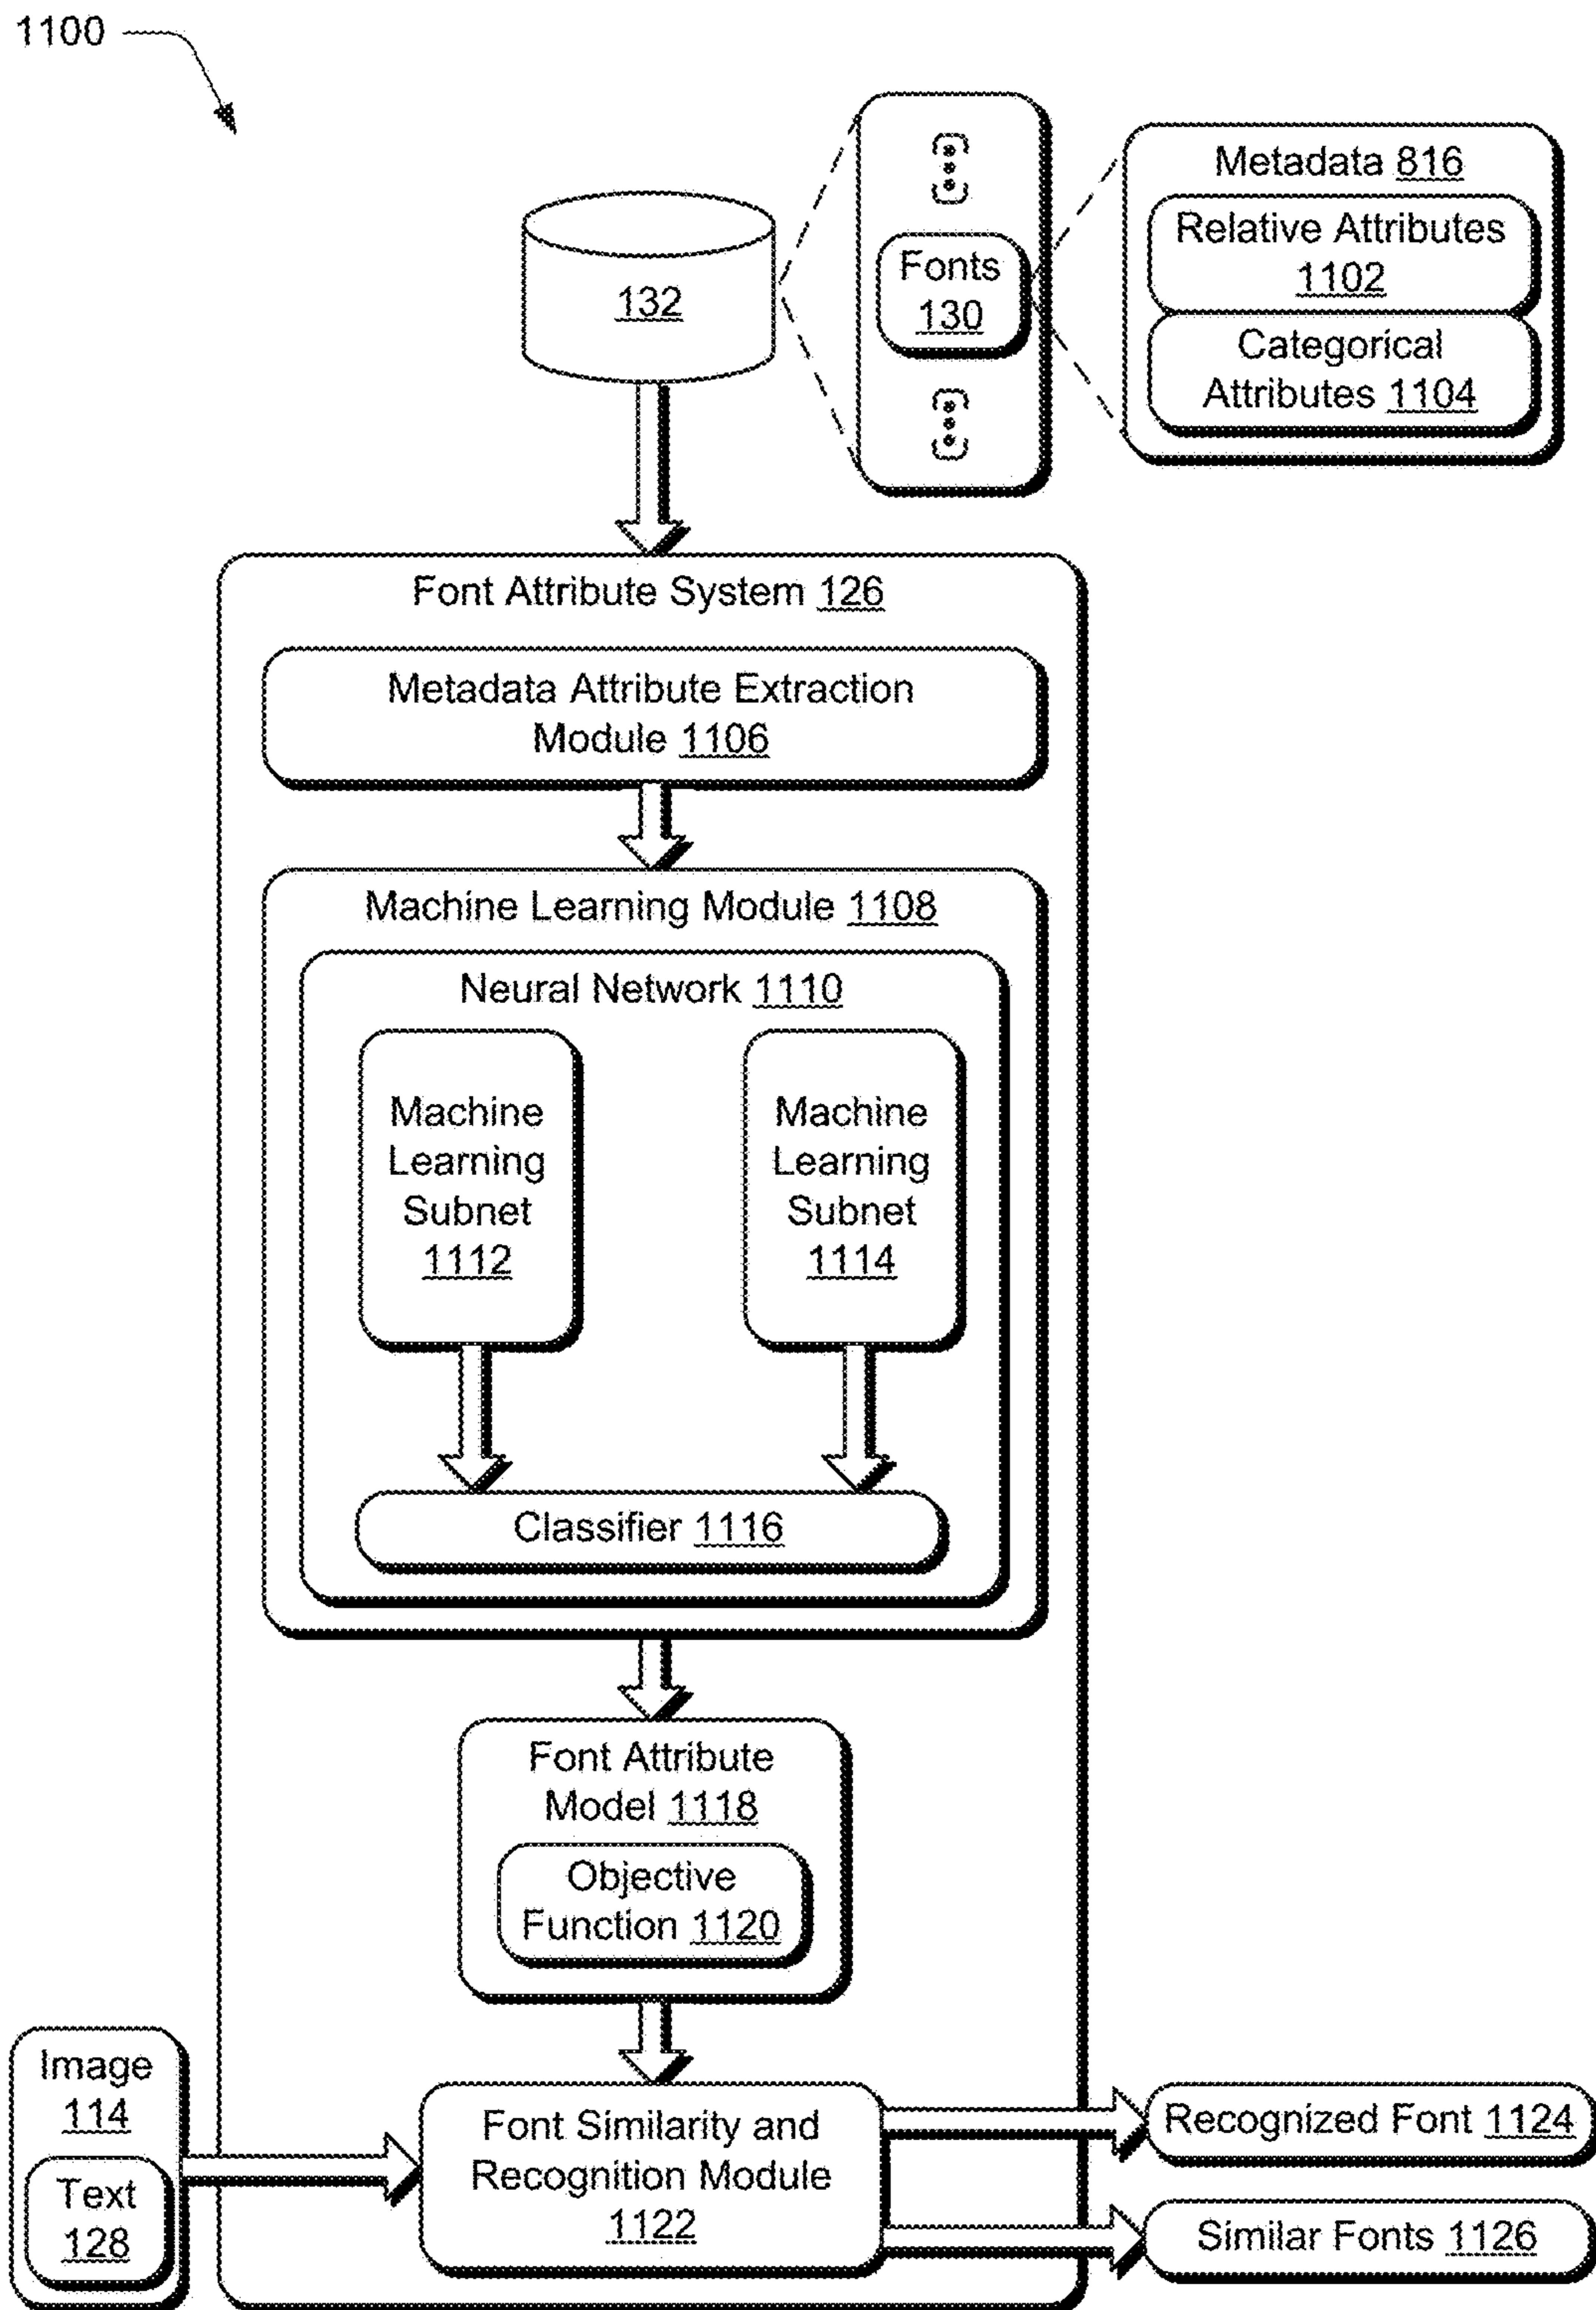 1100
132
Fonts
130
Metadata 816
Relative Attributes
1102
Categorical
Attributes 1104
Font Attribute System 126
Metadata Attribute Extraction
Module 1106
Machine Learning Module 1108
Neural Network 1110
Machine
Learning
Subnet
1112
Machine
Learning
Subnet
1114
Classifier 1116
Font Attribute
Model 1118
Objective
Function 1120
Image
114
Text
128
Font Similarity and
Recognition Module
1122
Recognized Font 1124
Similar Fonts 1126